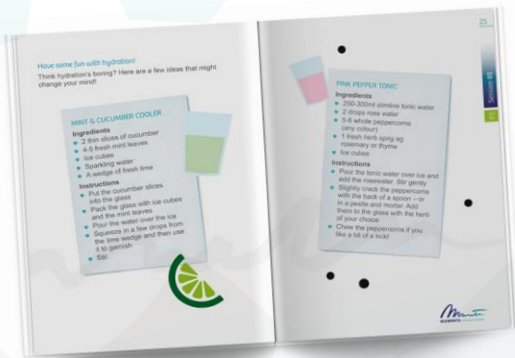 Have some fun with hydration!
Think hydration's boring? Here are a few ideas that might
change your mind!
MINT & CUCUMBER COOLER
Ingredients
2 thin slices of cucumber
4-5 fresh mint leaves
Ice cubes
Sparkling water
A wedge of fresh lime
Instructions
Put the cucumber slices
into the glass
Pack the glass with ice cubes
and the mint leaves
Pour the water over the ice
Squeeze in a few drops from
the lime wedge and then use
it to garnish
Stir
25
Session 05
PINK PEPPER TONIC
Ingredients
250-300ml slimline tonic water
2 drops rose water
5-6 whole peppercorns
(any colour)
1 fresh herb sprig eg
rosemary or thyme
Ice cubes
Instructions
Pour the tonic water over ice and
add the rosewater. Stir gently
Slightly crack the peppercorns
with the back of a spoon – or
in a pestle and mortar. Add
them to the glass with the herb
of your choice
Chew the peppercorns if you
like a bit of a kick!